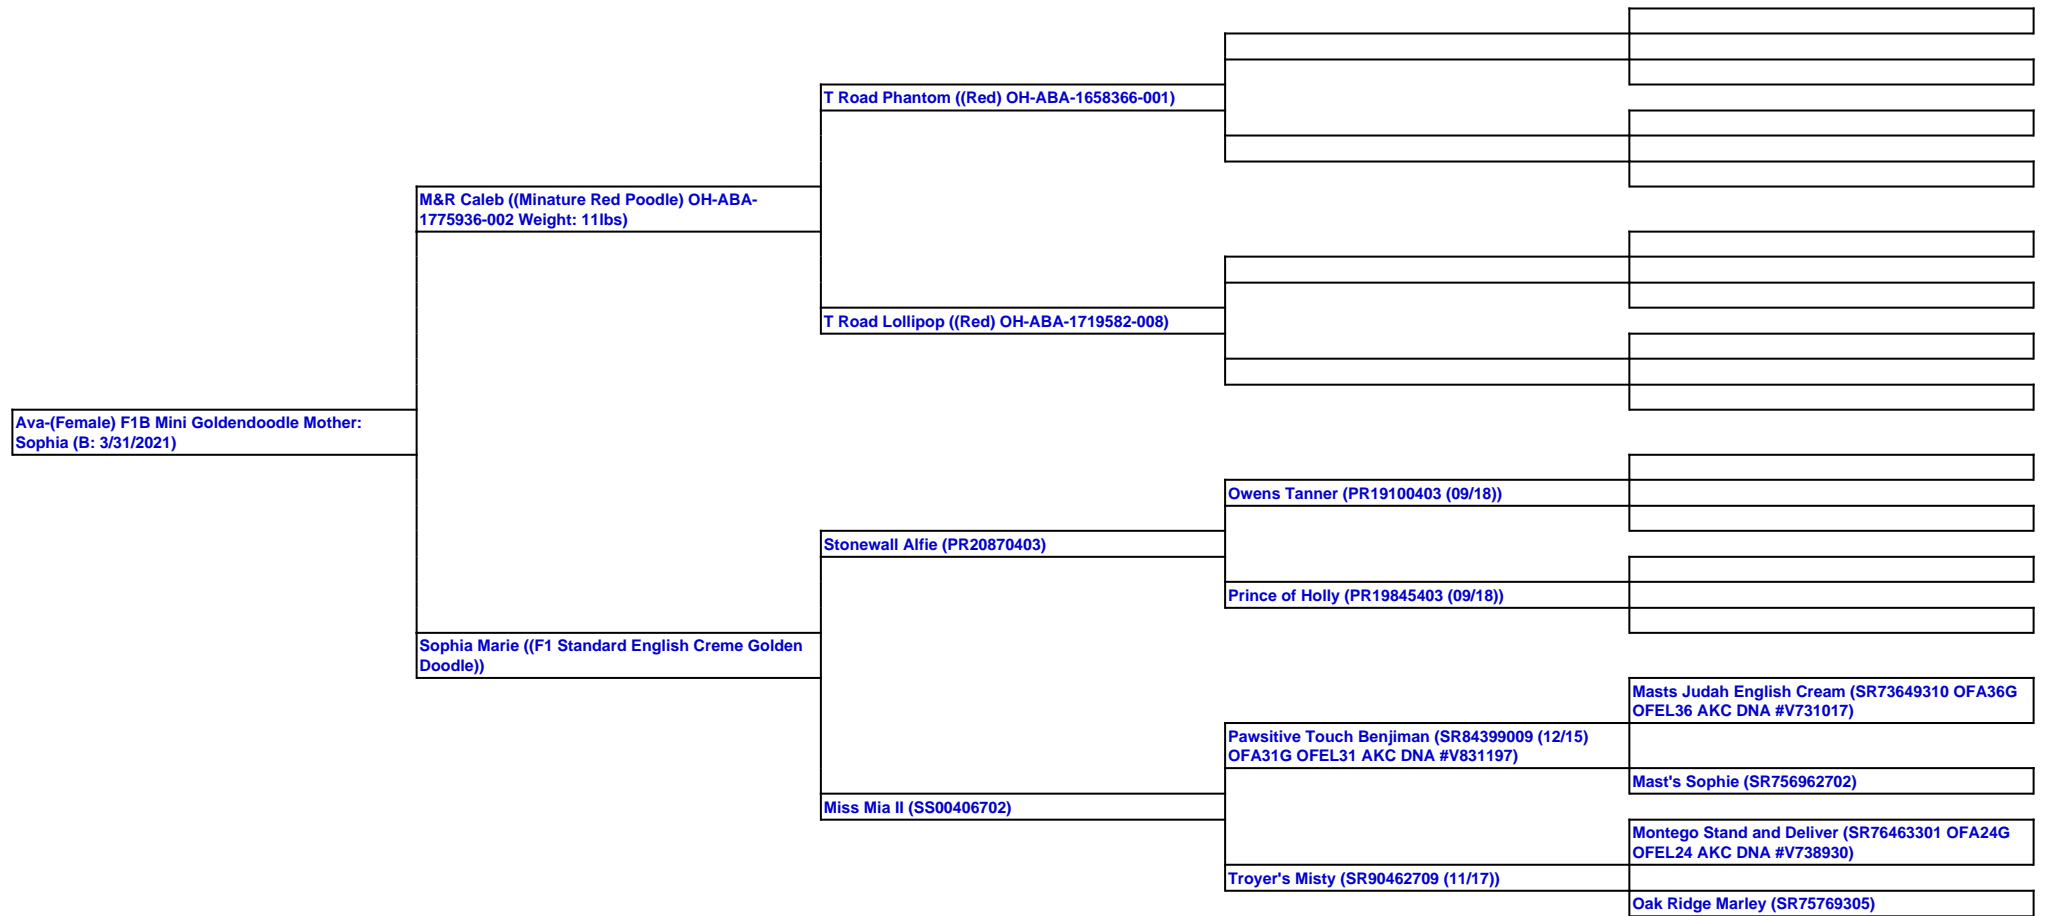 T Road Phantom ((Red) OH-ABA-1658366-001)
M&R Caleb ((Minature Red Poodle) OH-ABA-
1775936-002 Weight: 11lbs)
T Road Lollipop ((Red) OH-ABA-1719582-008)
Ava-(Female) F1B Mini Goldendoodle Mother:
Sophia (B: 3/31/2021)
Owens Tanner (PR19100403 (09/18))
Stonewall Alfie (PR20870403)
Prince of Holly (PR19845403 (09/18))
Sophia Marie ((F1 Standard English Creme Golden
Doodle))
Masts Judah English Cream (SR73649310 OFA36G
OFEL36 AKC DNA #V731017)
Pawsitive Touch Benjiman (SR84399009 (12/15)
OFA31G OFEL31 AKC DNA #V831197)
Mast's Sophie (SR756962702)
Miss Mia II (SS00406702)
Montego Stand and Deliver (SR76463301 OFA24G
OFEL24 AKC DNA #V738930)
Troyer's Misty (SR90462709 (11/17))
Oak Ridge Marley (SR75769305)